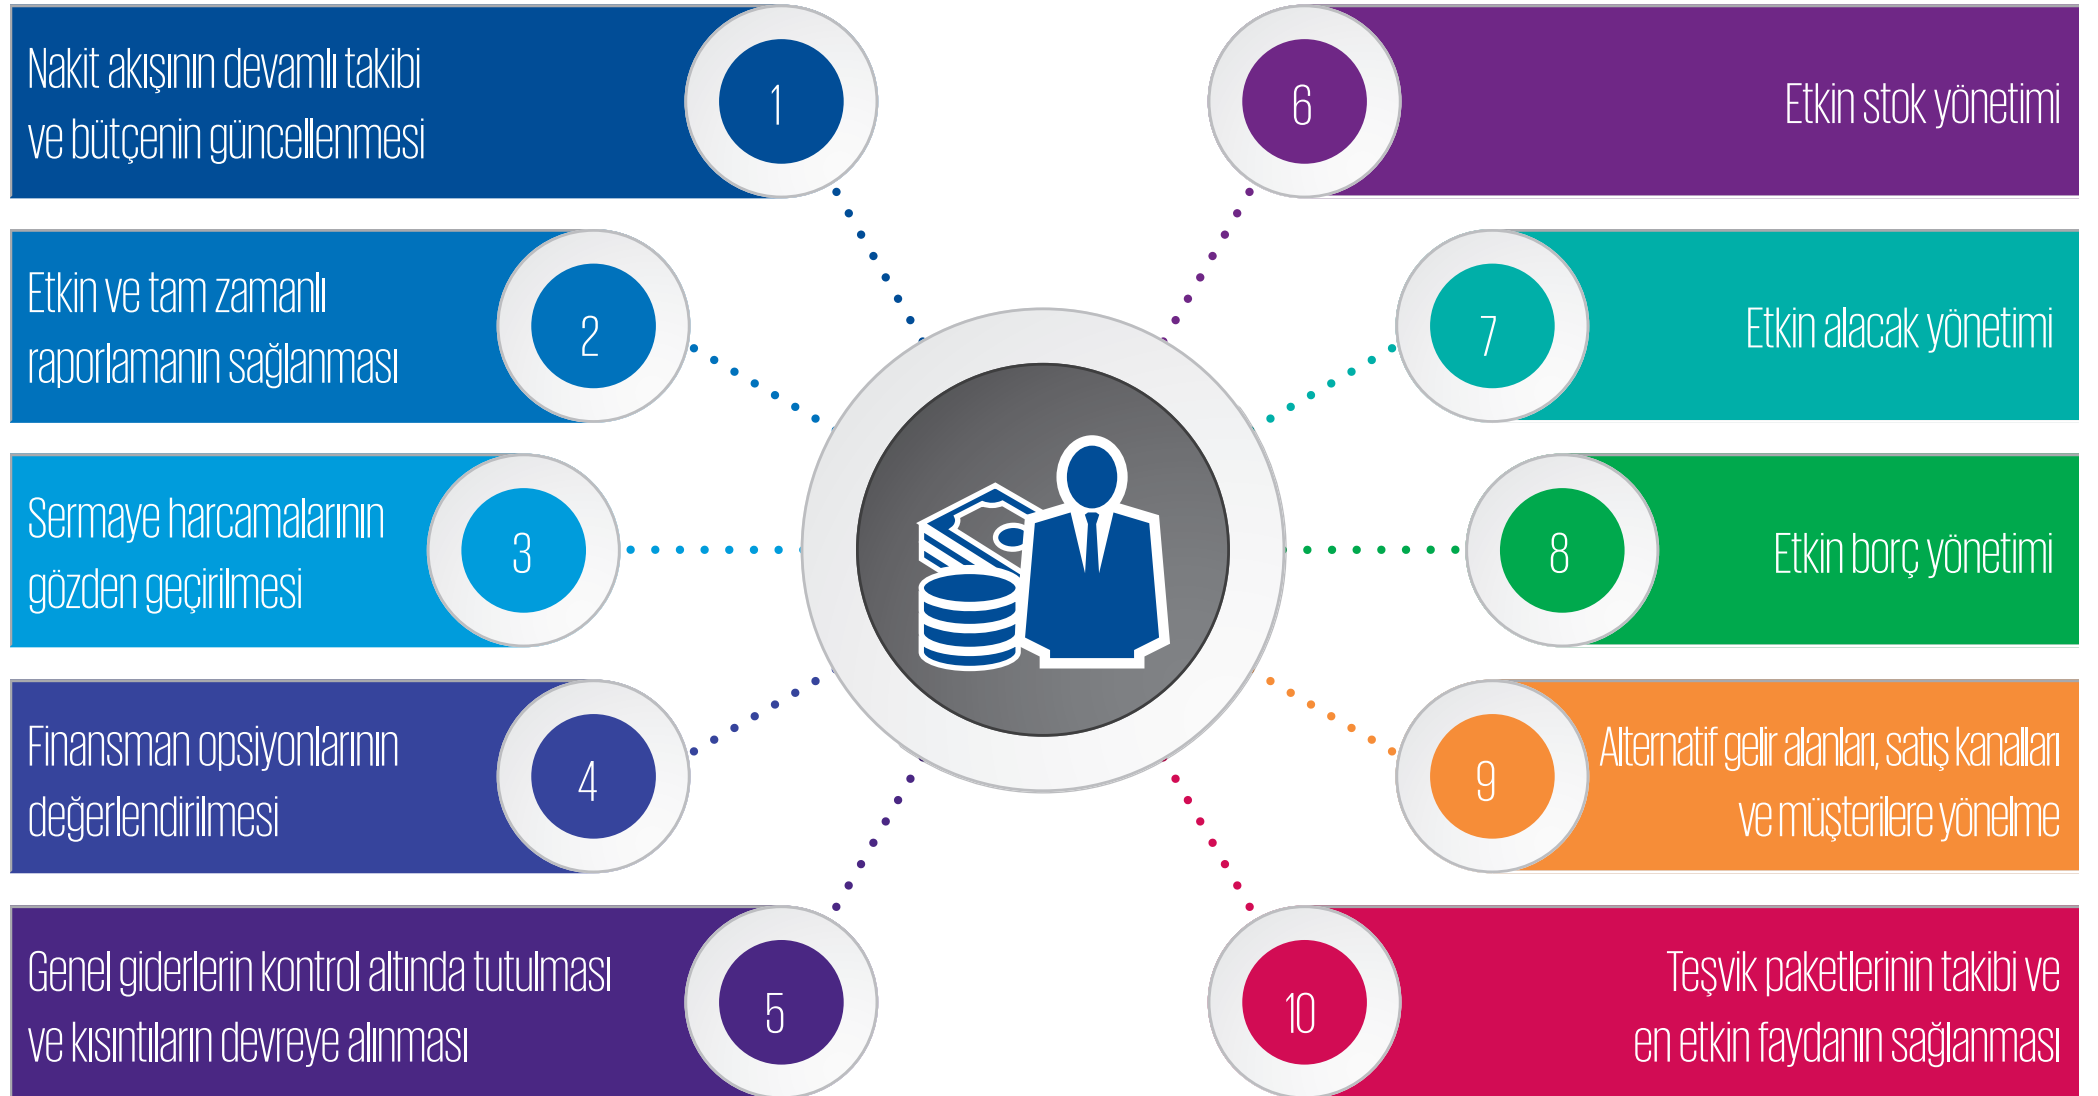 1
Nakit akışının devamlı takibi
ve bütçenin güncellenmesi
2
Etkin ve tam zamanlı
raporlamanın sağlanması
3
Sermaye harcamalarının
gözden geçirilmesi
4
Finansman opsiyonlarının
değerlendirilmesi
5
Genel giderlerin kontrol altında tutulması
ve kısıntıların devreye alınması
6
Etkin stok yönetimi
7
Etkin alacak yönetimi
8
Etkin borç yönetimi
9
Alternatif gelir alanları, satış kanalları
ve müşterilere yönelme
10
Teşvik paketlerinin takibi ve
en etkin faydanın sağlanması